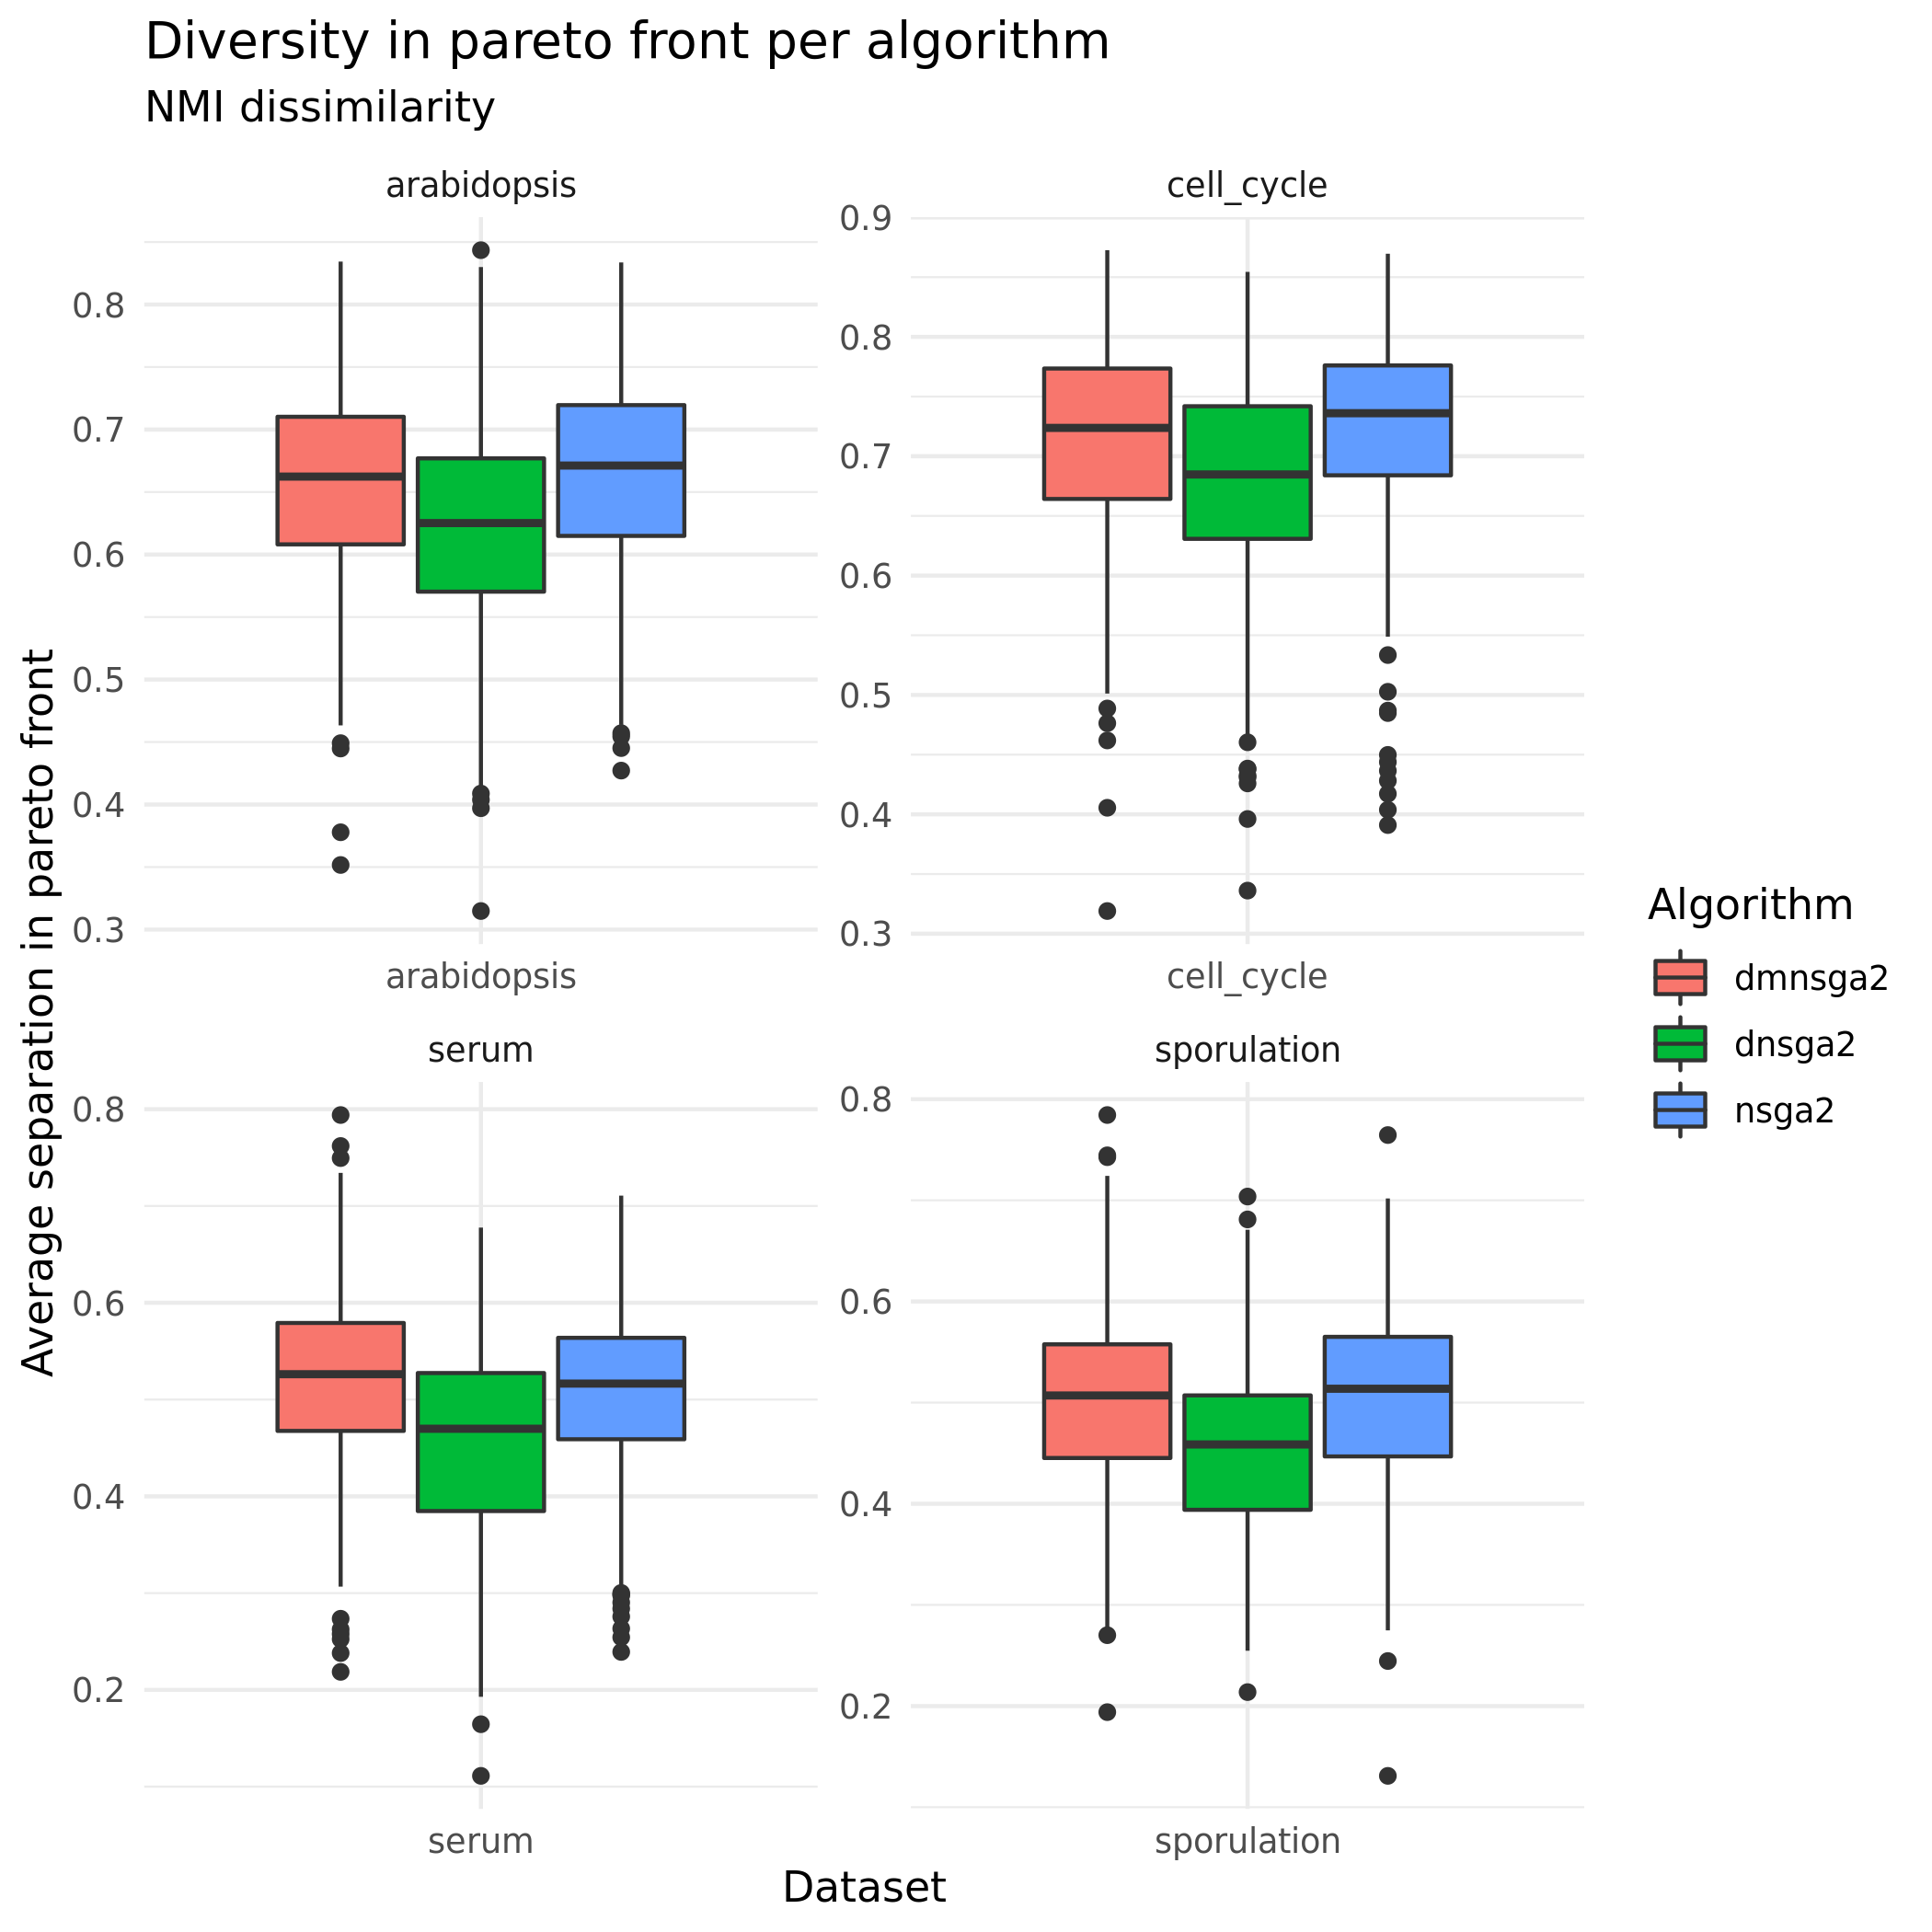 Diversity in pareto front per algorithm
NMI dissimilarity
Average separation in pareto front
arabidopsis
0.8
0.7
0.6
0.5
0.4
0.3
arabidopsis
cell_cycle
0.9
0.8
0.7
0.6
0.5
0.4
0.3
cell_cycle
serum
0.8
0.6
0.4
0.2
serum
sporulation
0.8
0.6
0.4
0.2
sporulation
Dataset
Algorithm
dmnsga2
dnsga2
nsga2